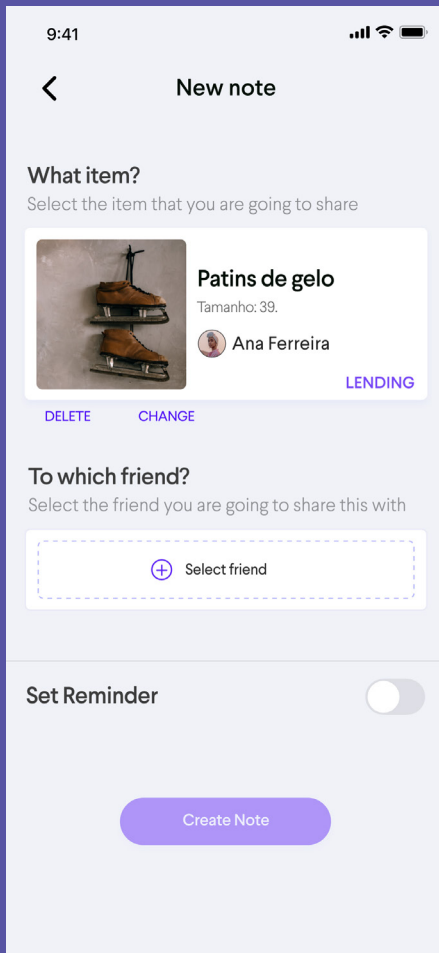 9:41
New note
What item?
Select the item that you are going to share
Patins de gelo
Tamanho: 39.
Ana Ferreira
LENDING
DELETE CHANGE
To which friend?
Select the friend you are going to share this with
Select friend
Set Reminder
Create Note